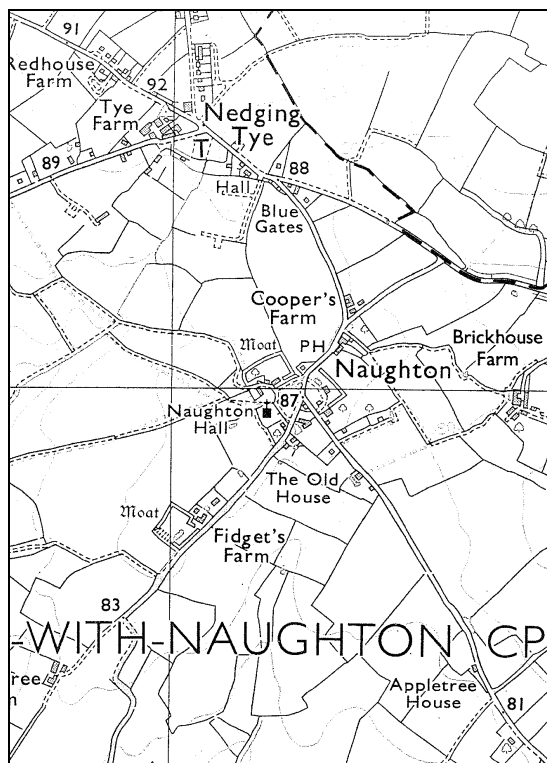 91
Redhouse
Farm
92
Tye
Farm
Nedging
Tye
T
89
88
Hall
Blue
Gates
Cooper's
Farm
Moat
PH
Brickhouse
Farm
Naughton
87
Naughton
Hall
The Old
House
Moat
Fidget's
Farm
83
-WITH-NAUGHTON CP
Appletree
House
81